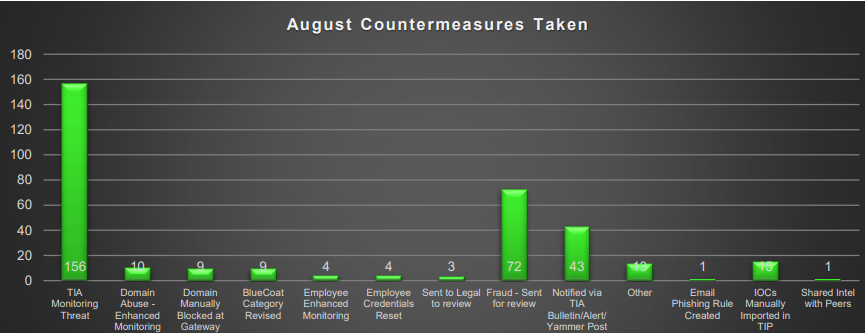 August Countermeasures Taken
180
160
140
120
100
80
60
40
20
0
156
10
9
9
4
4
3
72
43
13
1
15
1
TIA
Monitoring
Threat
Domain
Abuse -
Enhanced
Monitoring
Domain
Manually
Blocked at
Gateway
BlueCoat
Category
Revised
Employee
Enhanced
Monitoring
Employee
Credentials
Reset
Sent to Legal
to review
Fraud - Sent
for review
Notified via
TIA
Bulletin/Alert/
Yammer Post
Other
Email
Phishing Rule
Created
IOCs
Manually
Imported in
TIP
Shared Intel
with Peers